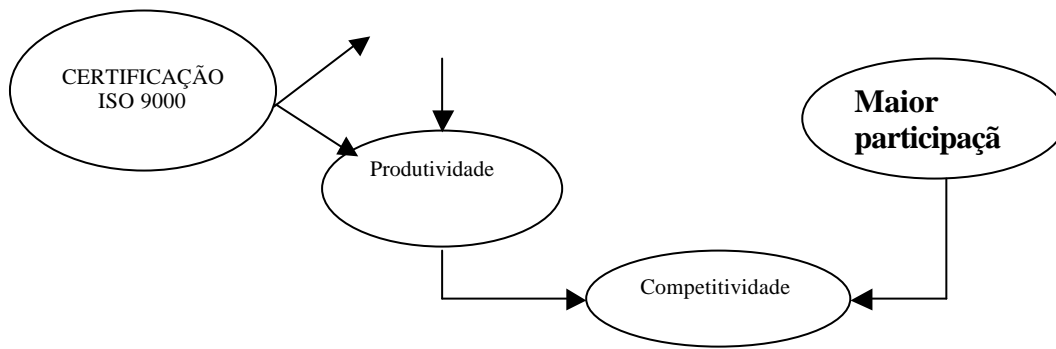 CERTIFICAÇÃO
ISO 9000
Maior
participaçã
Produtividade
Competitividade